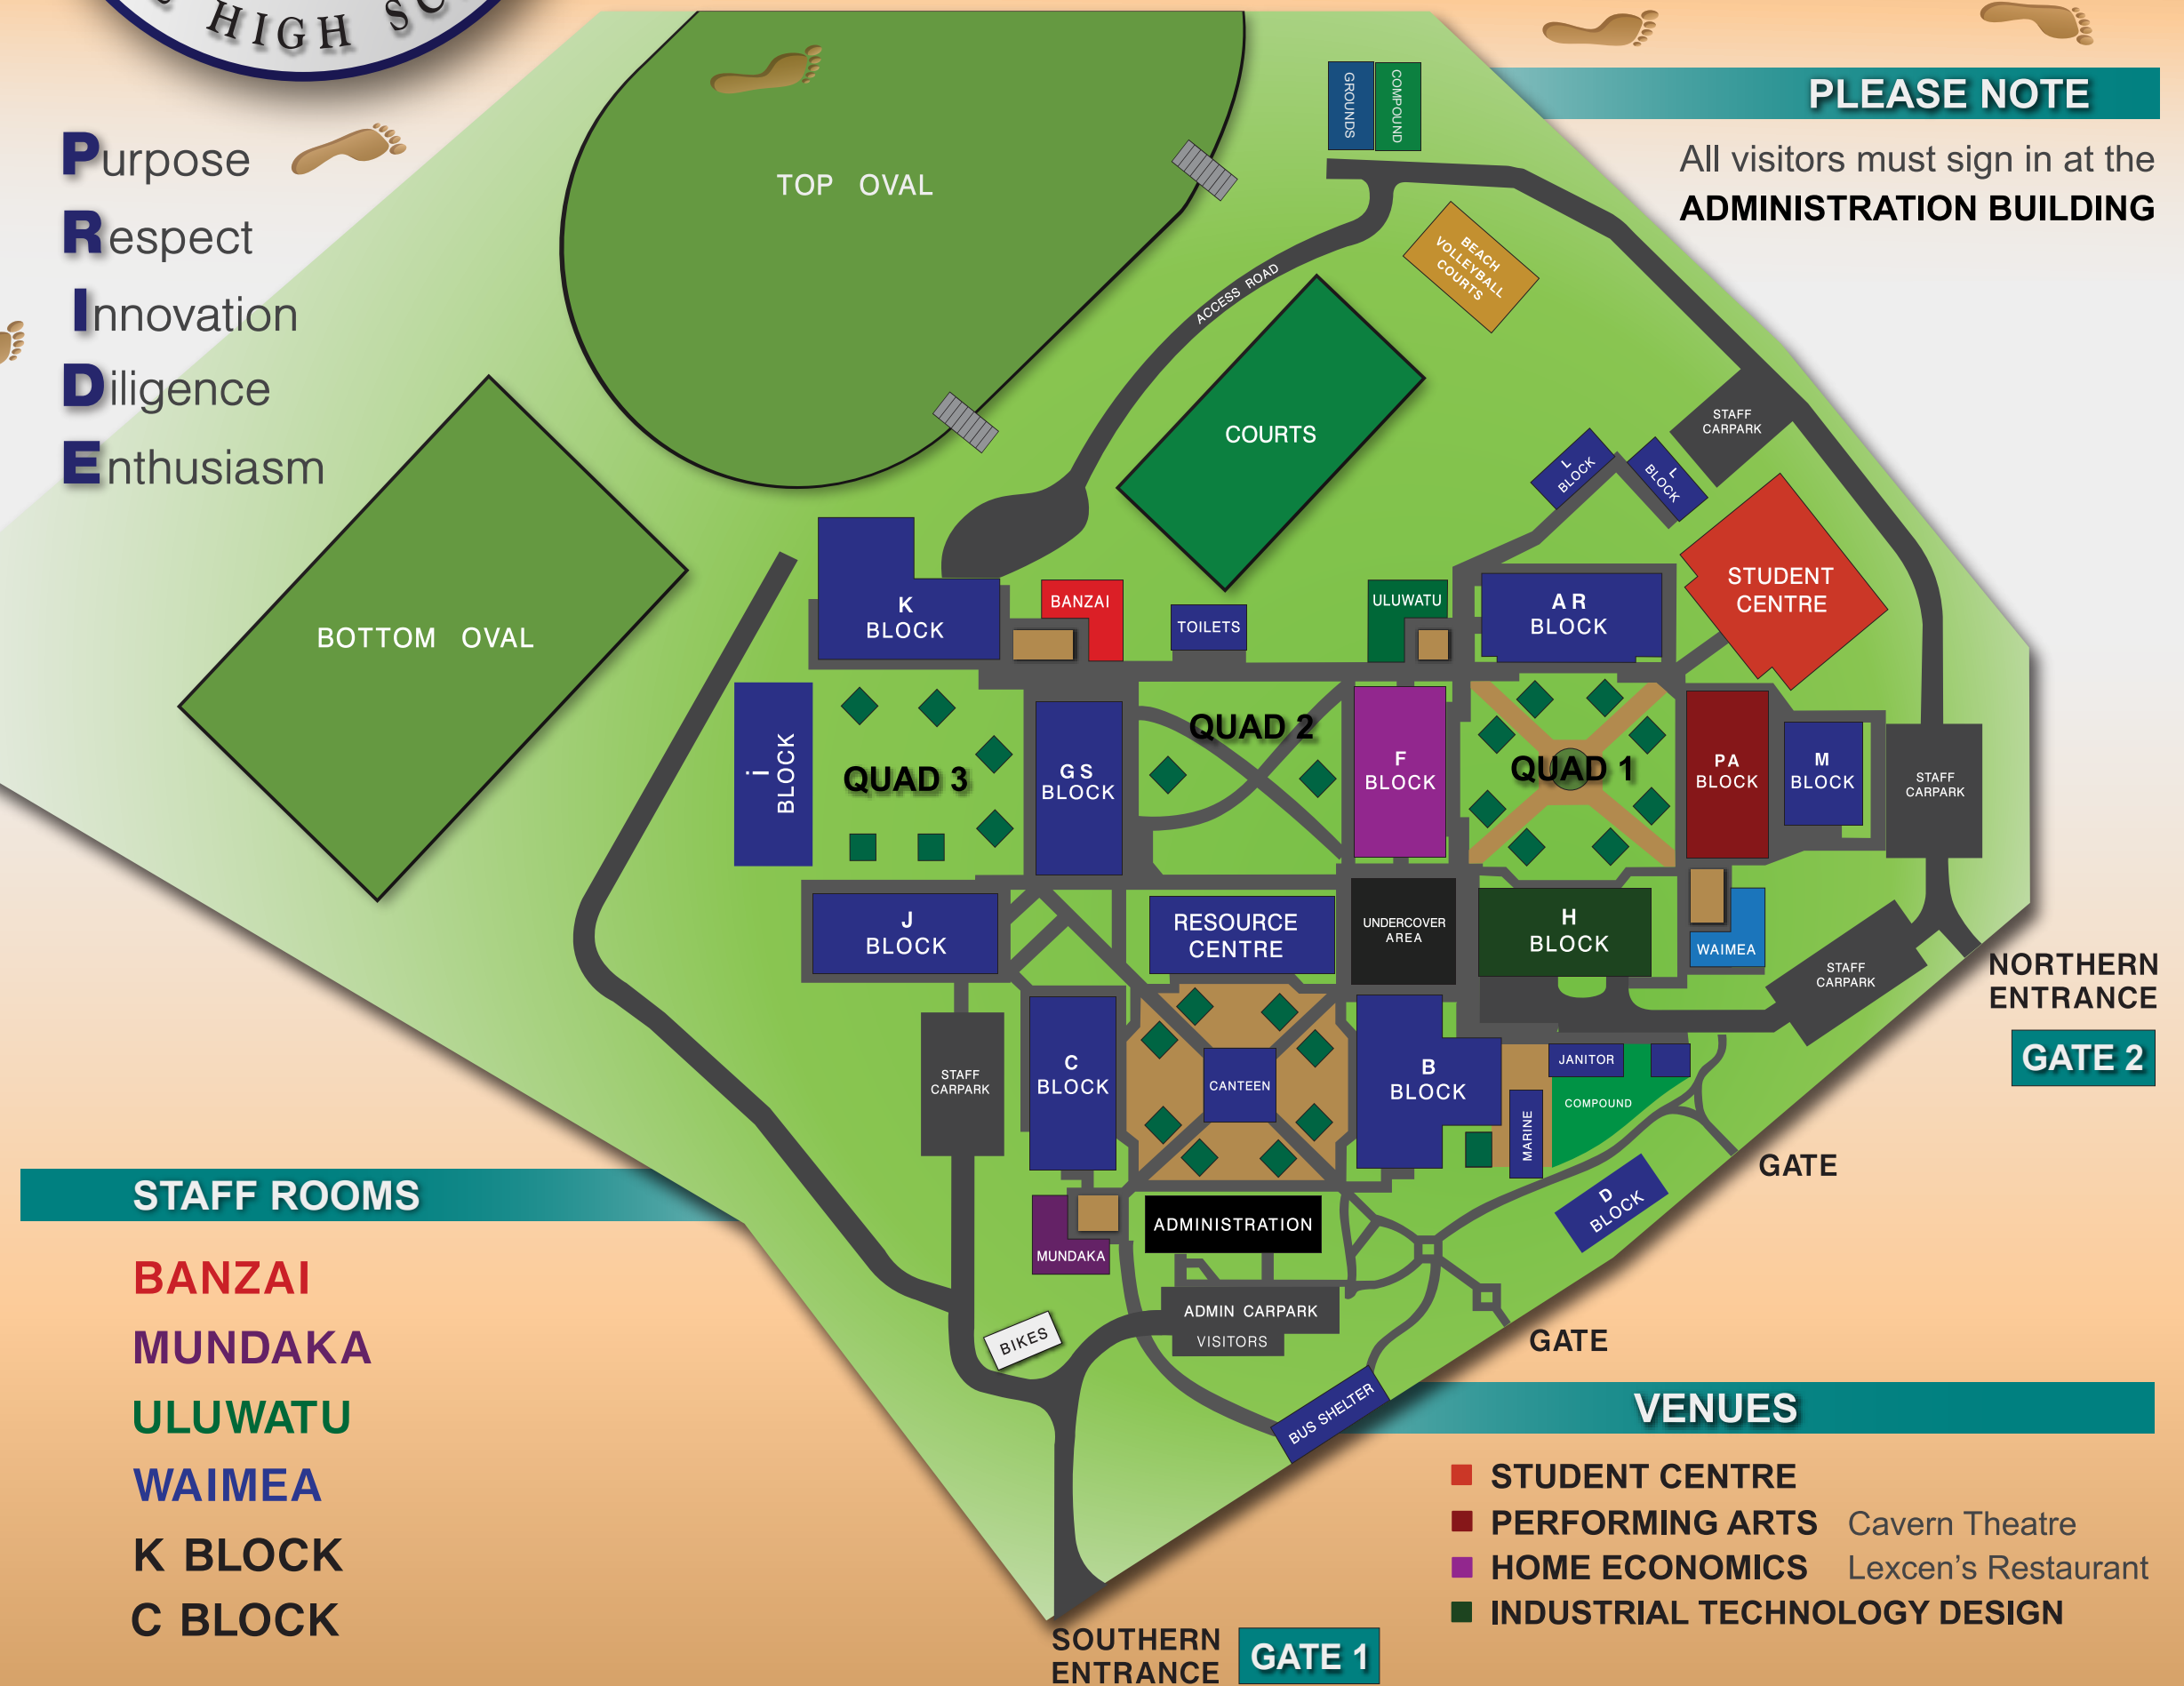 HIGH
Purpose
Respect
Innovation
Diligence
Enthusiasm
PLEASE NOTE
All visitors must sign in at the
ADMINISTRATION BUILDING
TOP OVAL
GROUNDS
COMPOUND
BEACH
VOLLEYBALL
COURTS
ACCESS ROAD
COURTS
STAFF
CARPARK
L
BLOCK
L
BLOCK
STUDENT
CENTRE
BOTTOM OVAL
K
BLOCK
BANZAI
TOILETS
ULUWATU
AR
BLOCK
i
BLOCK
QUAD 3
GS
BLOCK
QUAD 2
F
BLOCK
QUAD 1
PA
BLOCK
M
BLOCK
STAFF
CARPARK
J
BLOCK
RESOURCE
CENTRE
UNDERCOVER
AREA
H
BLOCK
WAIMEA
STAFF
CARPARK
NORTHERN
ENTRANCE
GATE 2
STAFF
CARPARK
C
BLOCK
CANTEEN
B
BLOCK
JANITOR
COMPOUND
MARINE
GATE
D
BLOCK
MUNDAKA
ADMINISTRATION
ADMIN CARPARK
VISITORS
BIKES
GATE
BUS SHELTER
STAFF ROOMS
BANZAI
MUNDAKA
ULUWATU
WAIMEA
K BLOCK
C BLOCK
VENUES
STUDENT CENTRE
PERFORMING ARTS Cavern Theatre
HOME ECONOMICS Lexcen's Restaurant
INDUSTRIAL TECHNOLOGY DESIGN
SOUTHERN
ENTRANCE
GATE 1